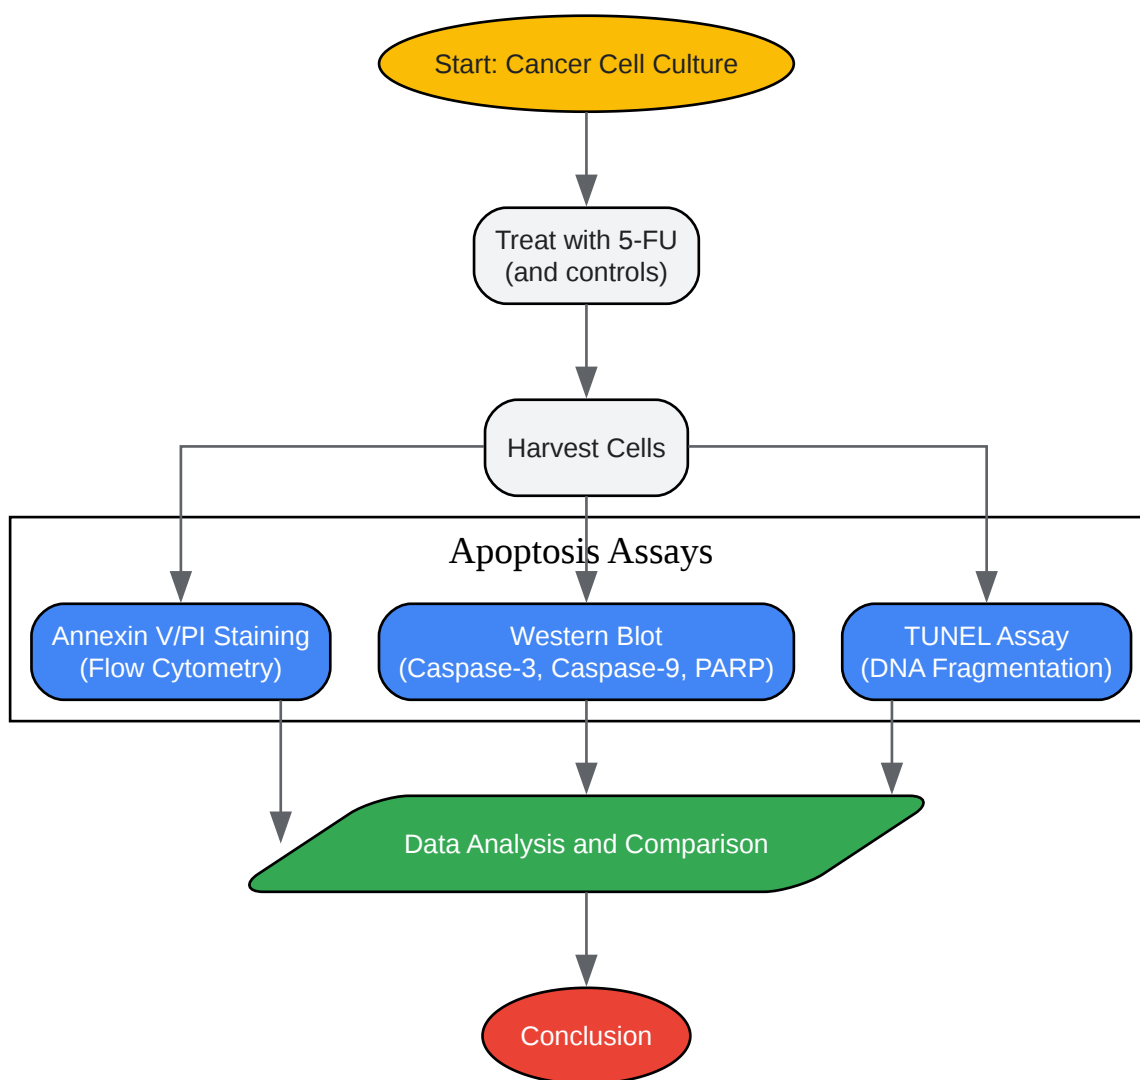 Start: Cancer Cell Culture
Treat with 5-FU
(and controls)
Harvest Cells
Apoptosis Assays
Annexin V/PI Staining
(Flow Cytometry)
Western Blot
(Caspase-3, Caspase-9, PARP)
TUNEL Assay
(DNA Fragmentation)
Data Analysis and Comparison
Conclusion